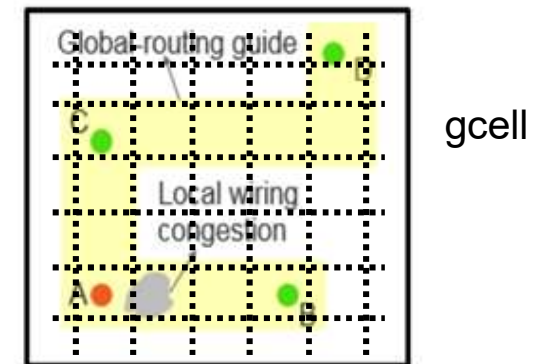 Global-routing guide
D
C
gcell
Local wiring
congestion
A
B